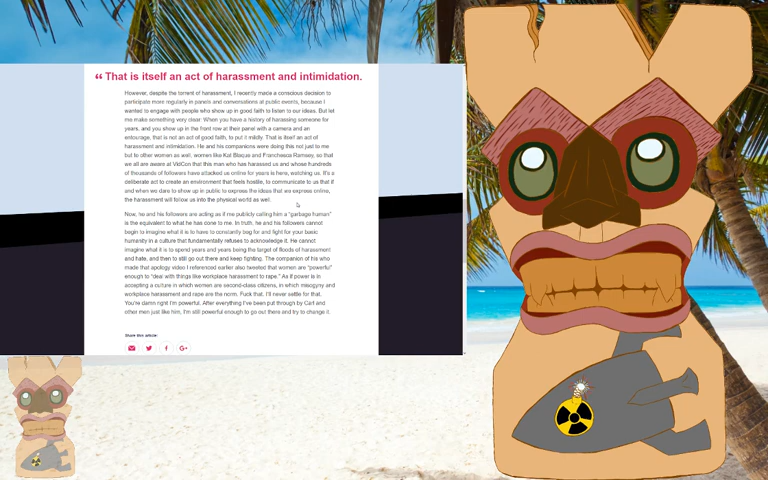 “ That is itself an act of harassment and intimidation.
However, despite the torrent of harassment, I recently made a conscious decision to
participate more regularly in panels and conversations at public events, because I
wanted to engage with people who show up in good faith to listen to our ideas. But let
me make something very clear: When you have a history of harassing someone for
years, and you show up in the front row at their panel with a camera and an
entourage, that is not an act of good faith, to put it mildly. That is itself an act of
harassment and intimidation. He and his companions were doing this not just to me
but to other women as well, women like Kat Blaque and Franchesca Ramsey, so that
we all are aware at VidCon that this man who has harassed us and whose hundreds
of thousands of followers have attacked us online for years is here, watching us. It's a
deliberate act to create an environment that feels hostile, to communicate to us that if
and when we dare to show up in public to express the ideas that we express online,
the harassment will follow us into the physical world as well.
Now, he and his followers are acting as if me publicly calling him a “garbage human”
is the equivalent to what he has done to me. In truth, he and his followers cannot
begin to imagine what it is to have to constantly beg for and fight for your basic
humanity in a culture that fundamentally refuses to acknowledge it. He cannot
imagine what it is to spend years and years being the target of floods of harassment
and hate, and then to still go out there and keep fighting. The companion of his who
made that apology video I referenced earlier also tweeted that women are “powerful”
enough to “deal with things like workplace harassment to rape.” As if power is in
accepting a culture in which women are second-class citizens, in which misogyny and
workplace harassment and rape are the norm. Fuck that. I'll never settle for that.
You're damn right I'm powerful. After everything I've been put through by Carl and
other men just like him, I'm still powerful enough to go out there and try to change it.
Share this article: